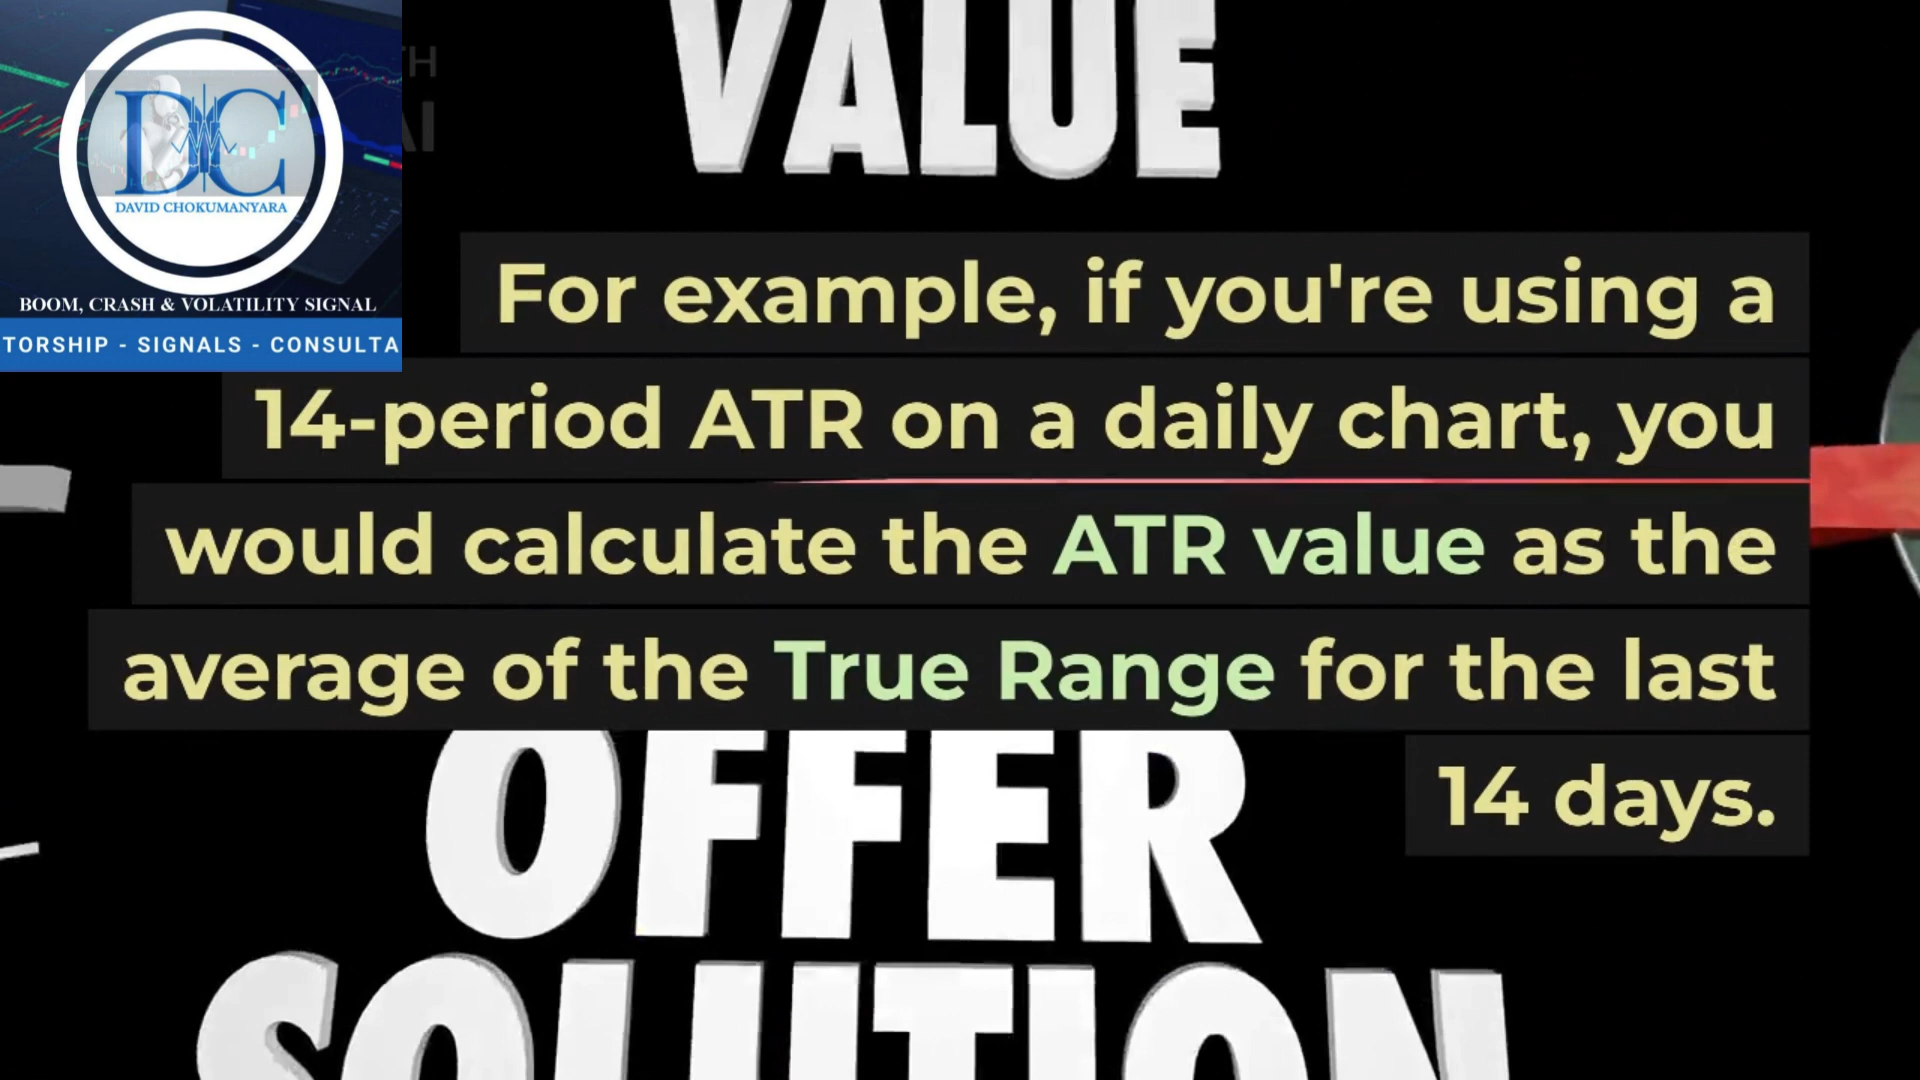 VALUE
DC
DAVID CHOKUMANYARA
BOOM, CRASH & VOLATILITY SIGNAL
TORSHIP - SIGNALS - CONSULTA
For example, if you're using a
14-period ATR on a daily chart, you
would calculate the ATR value as the
average of the True Range for the last
14 days.
OFFER
SOLUTION